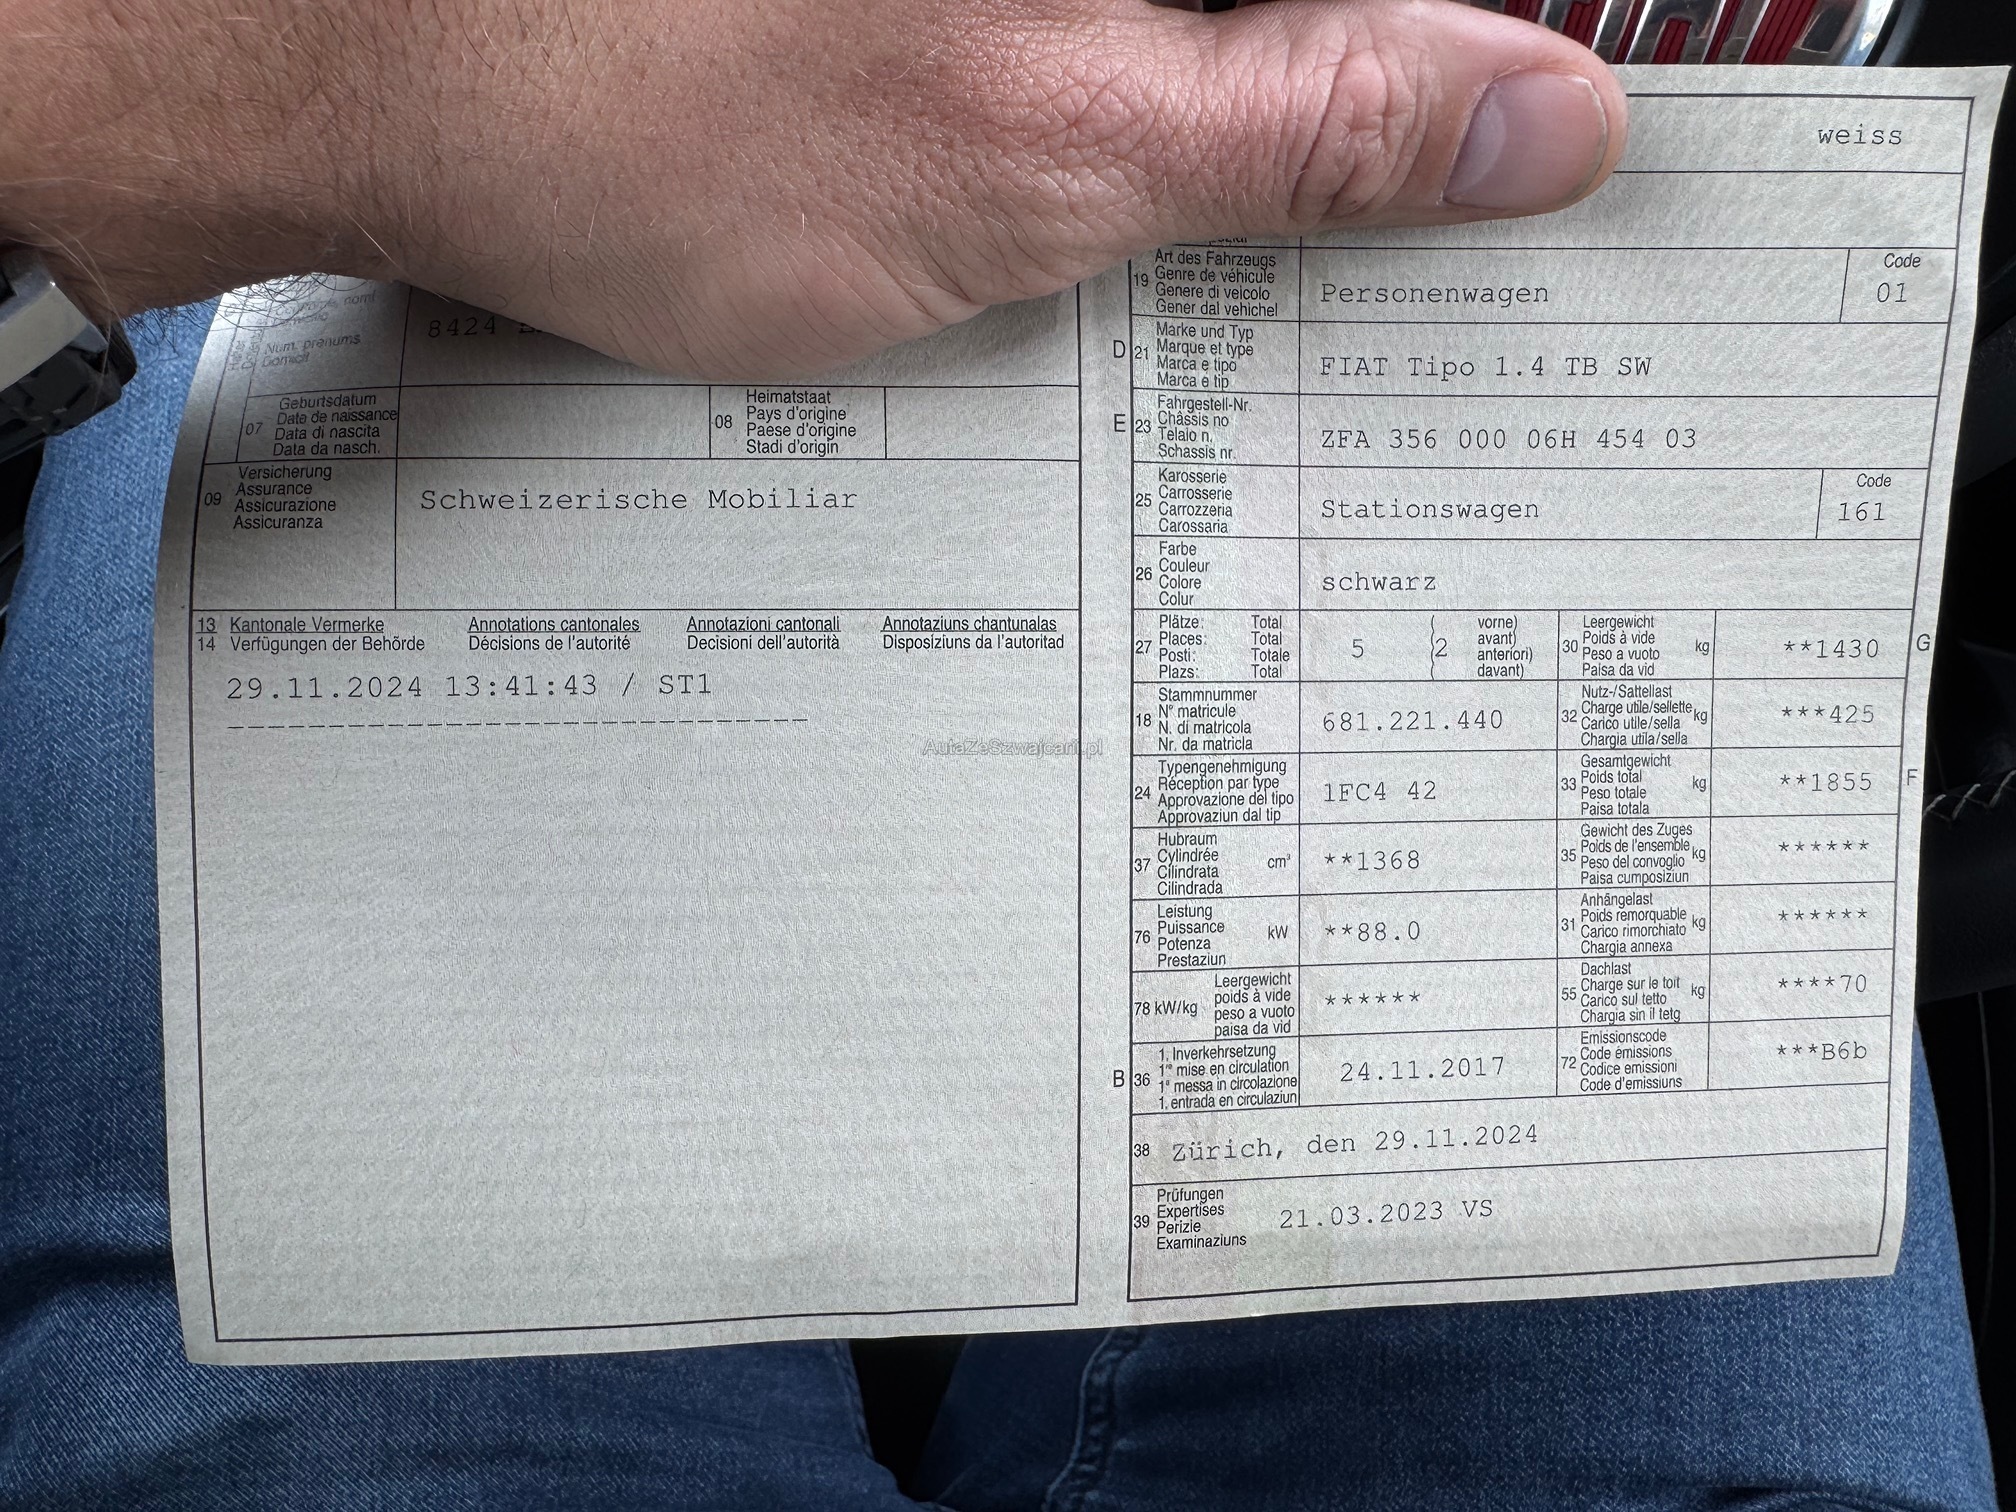 weiss
Art des Fahrzeugs
19 Genre de véhicule
Genere di veicolo
Gener dal vehichel
Personenwagen
Code
01
8424
Num, prénums
Domicil
D 21 Marke und Typ
Marque et type
Marca e tipo
Marca e tip
FIAT Tipo 1.4 TB SW
07 Geburtsdatum
Date de naissance
Data di nascita
Data da nasch.
08 Heimatstaat
Pays d'origine
Paese d'origine
Stadi d'origin
E 23 Fahrgestell-Nr.
Châssis no
Telaio n.
Schassis nr.
ZFA 356 000 06H 454 03
09 Versicherung
Assurance
Assicurazione
Assicuranza
Schweizerische Mobiliar
25 Karosserie
Carrosserie
Carrozzeria
Carossaria
Stationswagen
Code
161
26 Farbe
Couleur
Colore
Colur
schwarz
13 Kantonale Vermerke Annotations cantonales Annotazioni cantonali Annotaziuns chantunalas
14 Verfügungen der Behörde Décisions de l'autorité Decisioni dell'autorità Disposiziuns da l'autoritad
29.11.2024 13:41:43 / ST1
-----------------------------------
AutaZeSzwajcarii.pl
27 Plätze: Total
Places: Total
Posti: Totale
Plazs: Total
5 (2 vorne)
avant)
anteriori)
davant)
30 Leergewicht
Poids à vide
Peso a vuoto
Paisa da vid
kg
**1430 G
18 Stammnummer
N° matricule
N. di matricola
Nr. da matricla
681.221.440
32 Nutz-/Sattellast
Charge utile/sellette
Carico utile/sella
Chargia utila/sella
kg
***425
24 Typengenehmigung
Réception par type
Approvazione del tipo
Approvaziun dal tip
1FC4 42
33 Gesamtgewicht
Poids total
Peso totale
Paisa totala
kg
**1855 F
37 Hubraum
Cylindrée
Cilindrata
Cilindrada
cm³
**1368
35 Gewicht des Zuges
Poids de l'ensemble
Peso del convoglio
Paisa cumposiziun
kg
******
76 Leistung
Puissance
Potenza
Prestaziun
kW
**88.0
31 Anhängelast
Poids remorquable
Carico rimorchiato
Chargia annexa
kg
******
78 kW/kg Leergewicht
poids à vide
peso a vuoto
paisa da vid
******
55 Dachlast
Charge sur le toit
Carico sul tetto
Chargia sin il tetg
kg
****70
B 36 1. Inverkehrsetzung
1re mise en circulation
1a messa in circolazione
1. entrada en circulaziun
24.11.2017
72 Emissionscode
Code émissions
Codice emissioni
Code d'emissiuns
***B6b
38 Zürich, den 29.11.2024
39 Prüfungen
Expertises
Perizie
Examinaziuns
21.03.2023 VS